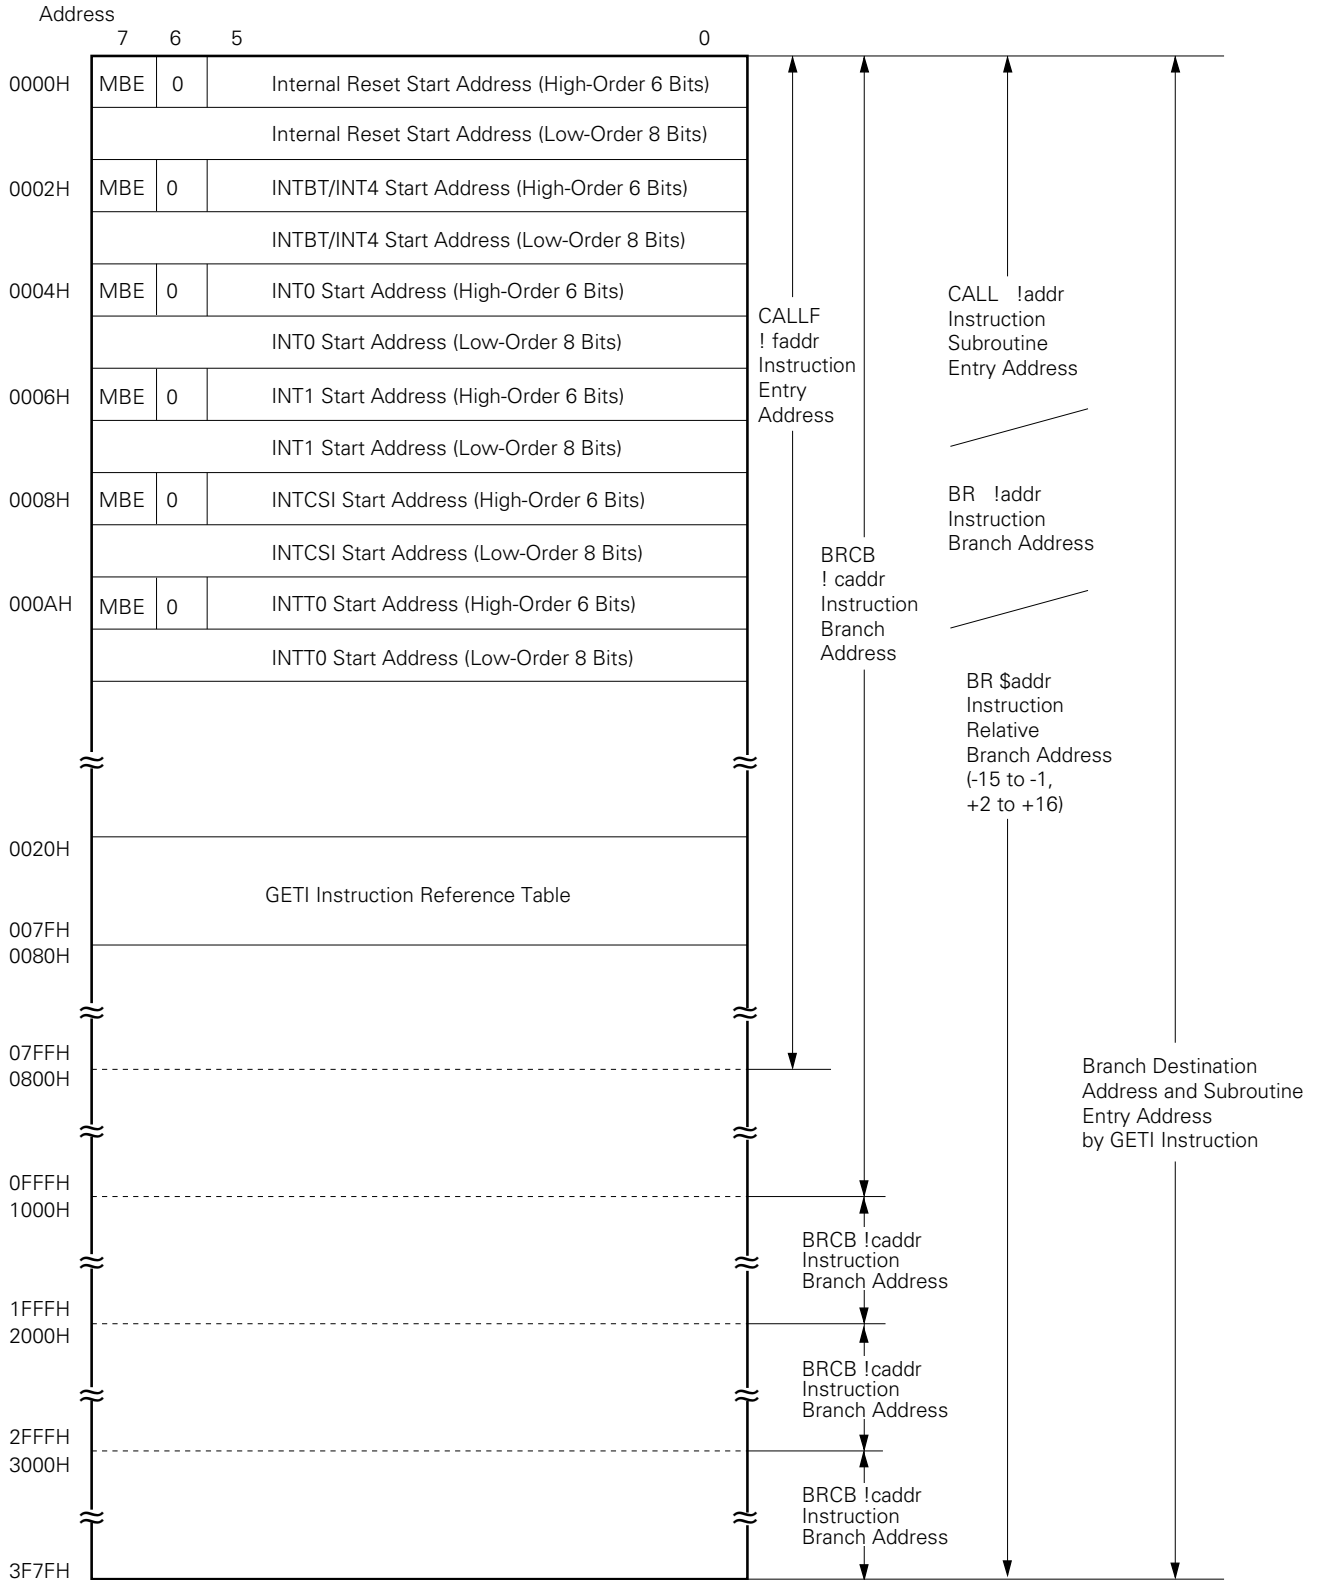 Address
7 6 5 0
0000H MBE 0 Internal Reset Start Address (High-Order 6 Bits)
Internal Reset Start Address (Low-Order 8 Bits)
0002H MBE 0 INTBT/INT4 Start Address (High-Order 6 Bits)
INTBT/INT4 Start Address (Low-Order 8 Bits)
0004H MBE 0 INT0 Start Address (High-Order 6 Bits)
INT0 Start Address (Low-Order 8 Bits)
0006H MBE 0 INT1 Start Address (High-Order 6 Bits)
INT1 Start Address (Low-Order 8 Bits)
0008H MBE 0 INTCSI Start Address (High-Order 6 Bits)
INTCSI Start Address (Low-Order 8 Bits)
000AH MBE 0 INTT0 Start Address (High-Order 6 Bits)
INTT0 Start Address (Low-Order 8 Bits)
0020H
GETI Instruction Reference Table
007FH
0080H
07FFH
0800H
0FFFH
1000H
1FFFH
2000H
2FFFH
3000H
3F7FH
CALLF
! faddr
Instruction
Entry
Address
BRCB
! caddr
Instruction
Branch
Address
BRCB !caddr
Instruction
Branch Address
BRCB !caddr
Instruction
Branch Address
BRCB !caddr
Instruction
Branch Address
CALL !addr
Instruction
Subroutine
Entry Address
BR !addr
Instruction
Branch Address
BR $addr
Instruction
Relative
Branch Address
(-15 to -1,
+2 to +16)
Branch Destination
Address and Subroutine
Entry Address
by GETI Instruction